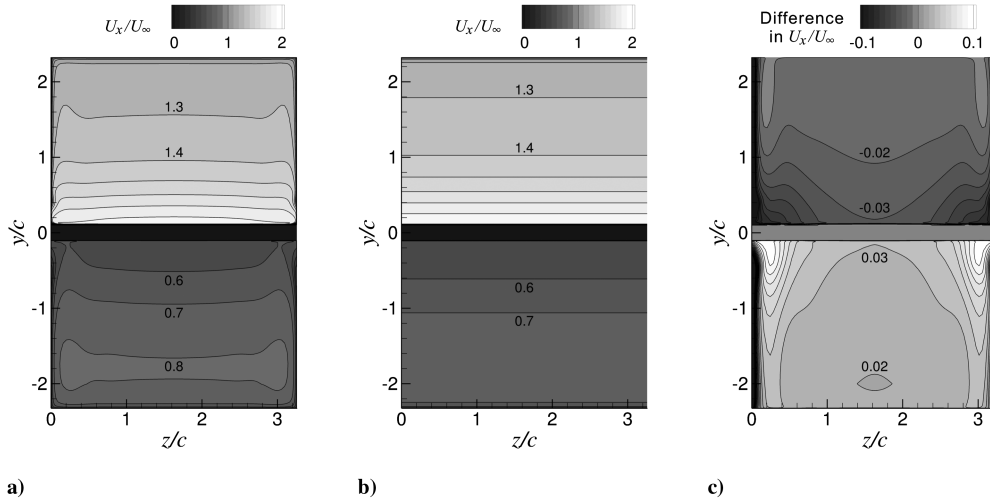 U_x/U_∞
0 1 2
y/c
2
1
0
-1
-2
1.3
1.4
0.6
0.7
0.8
0 1 2 3
z/c
a)
U_x/U_∞
0 1 2
y/c
2
1
0
-1
-2
1.3
1.4
0.6
0.7
0 1 2 3
z/c
b)
Difference
in U_x/U_∞
-0.1 0 0.1
y/c
2
1
0
-1
-2
-0.02
-0.03
0.03
0.02
0 1 2 3
z/c
c)